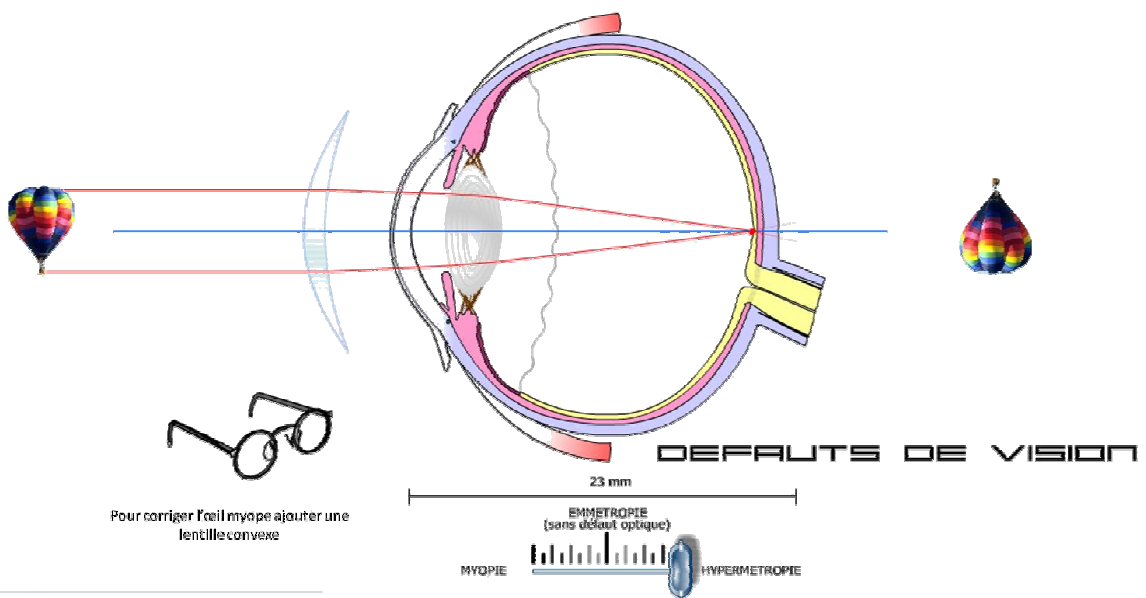 DEFAUTS DE VISION
23 mm
Pour corriger l'œil myope ajouter une
lentille convexe
EMMETROPIE
(sans défaut optique)
MYOPIE
HYPERMETROPIE